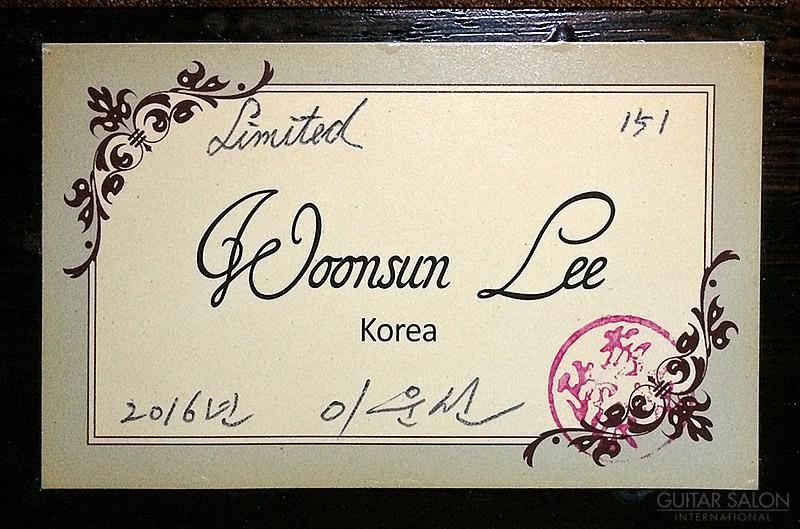 Limited
151
Woonsun Lee
Korea
2016년 이운선
GUITAR SALON
INTERNATIONAL